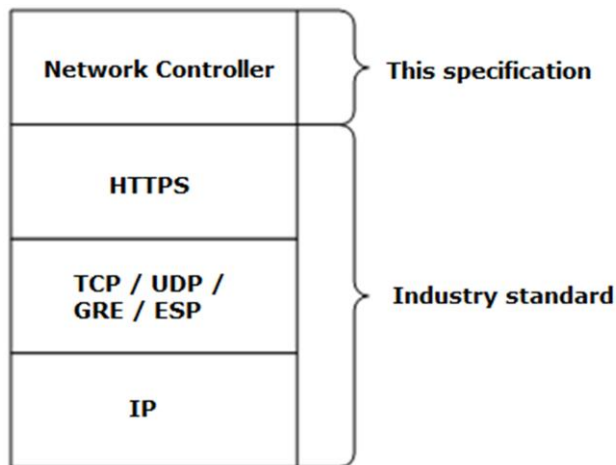 Network Controller
This specification
HTTPS
TCP / UDP /
GRE / ESP
Industry standard
IP